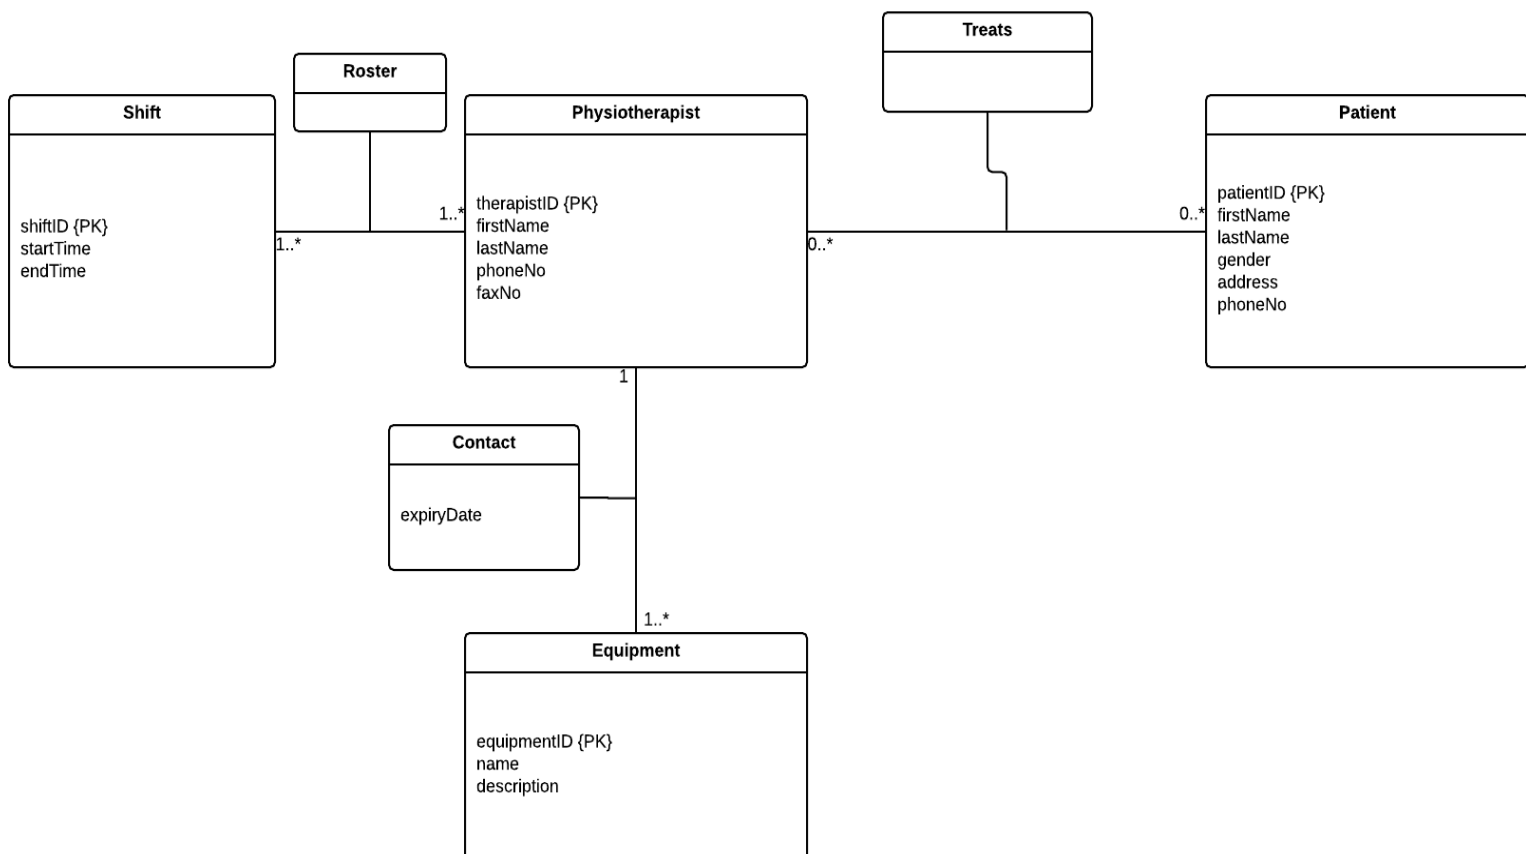 Treats
Roster
Shift
Physiotherapist
Patient
shiftID {PK}
startTime
endTime
1..*
1..*
therapistID {PK}
firstName
lastName
phoneNo
faxNo
0..*
0..*
patientID {PK}
firstName
lastName
gender
address
phoneNo
1
Contact
expiryDate
1..*
Equipment
equipmentID {PK}
name
description